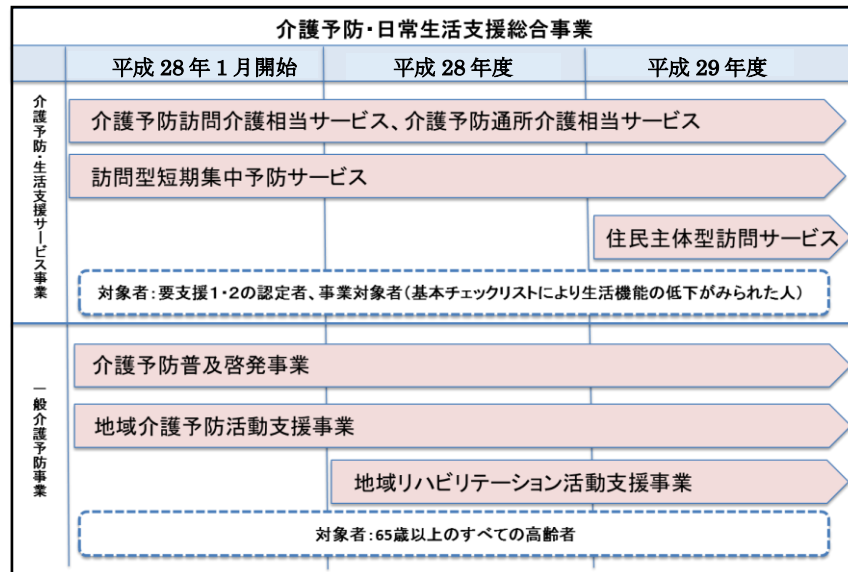 介護予防・日常生活支援総合事業
平成 28 年 1 月開始
平成 28 年度
平成 29 年度
介護予防・生活支援サービス事業
介護予防訪問介護相当サービス、介護予防通所介護相当サービス
訪問型短期集中予防サービス
住民主体型訪問サービス
対象者：要支援１・２の認定者、事業対象者（基本チェックリストにより生活機能の低下がみられた人）
一般介護予防事業
介護予防普及啓発事業
地域介護予防活動支援事業
地域リハビリテーション活動支援事業
対象者：65歳以上のすべての高齢者